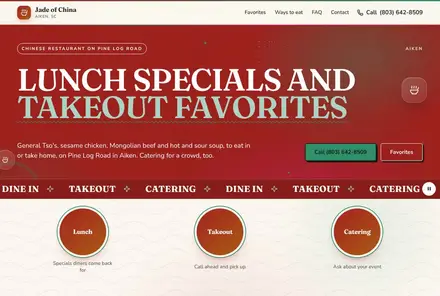 Jade of China
AIKEN, SC
Favorites Ways to eat FAQ Contact Call (803) 642-8509
CHINESE RESTAURANT ON PINE LOG ROAD
AIKEN
LUNCH SPECIALS AND
TAKEOUT FAVORITES
General Tso's, sesame chicken, Mongolian beef and hot and sour soup, to eat in
or take home, on Pine Log Road in Aiken. Catering for a crowd, too.
Call (803) 642-8509
Favorites
DINE IN TAKEOUT CATERING DINE IN TAKEOUT CATERING
Lunch
Takeout
Catering
Specials diners come back
for
Call ahead and pick up
Ask about your event